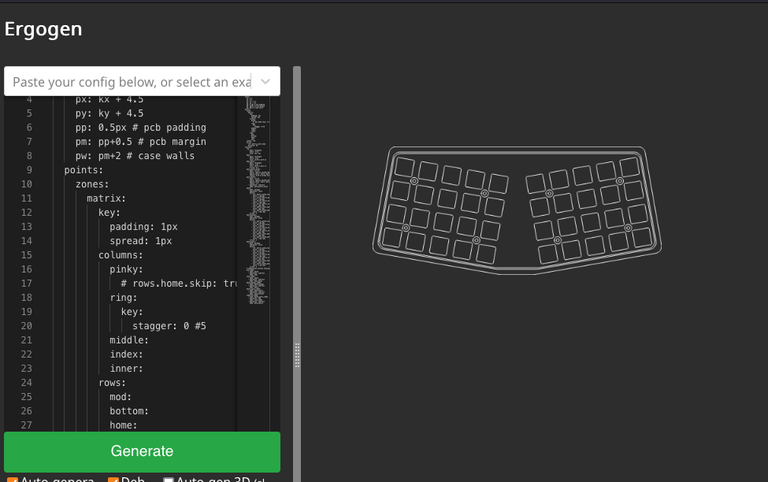 Ergogen
Paste your config below, or select an exa
4 px: kx + 4.5
5 py: ky + 4.5
6 pp: 0.5px # pcb padding
7 pm: pp+0.5 # pcb margin
8 pw: pm+2 # case walls
9 points:
10 zones:
11 matrix:
12 key:
13 padding: 1px
14 spread: 1px
15 columns:
16 pinky:
17 # rows.home.skip: tru
18 ring:
19 key:
20 stagger: 0 #5
21 middle:
22 index:
23 inner:
24 rows:
25 mod:
26 bottom:
27 home:
Generate
Auto-genera Deb Auto-gen 3D